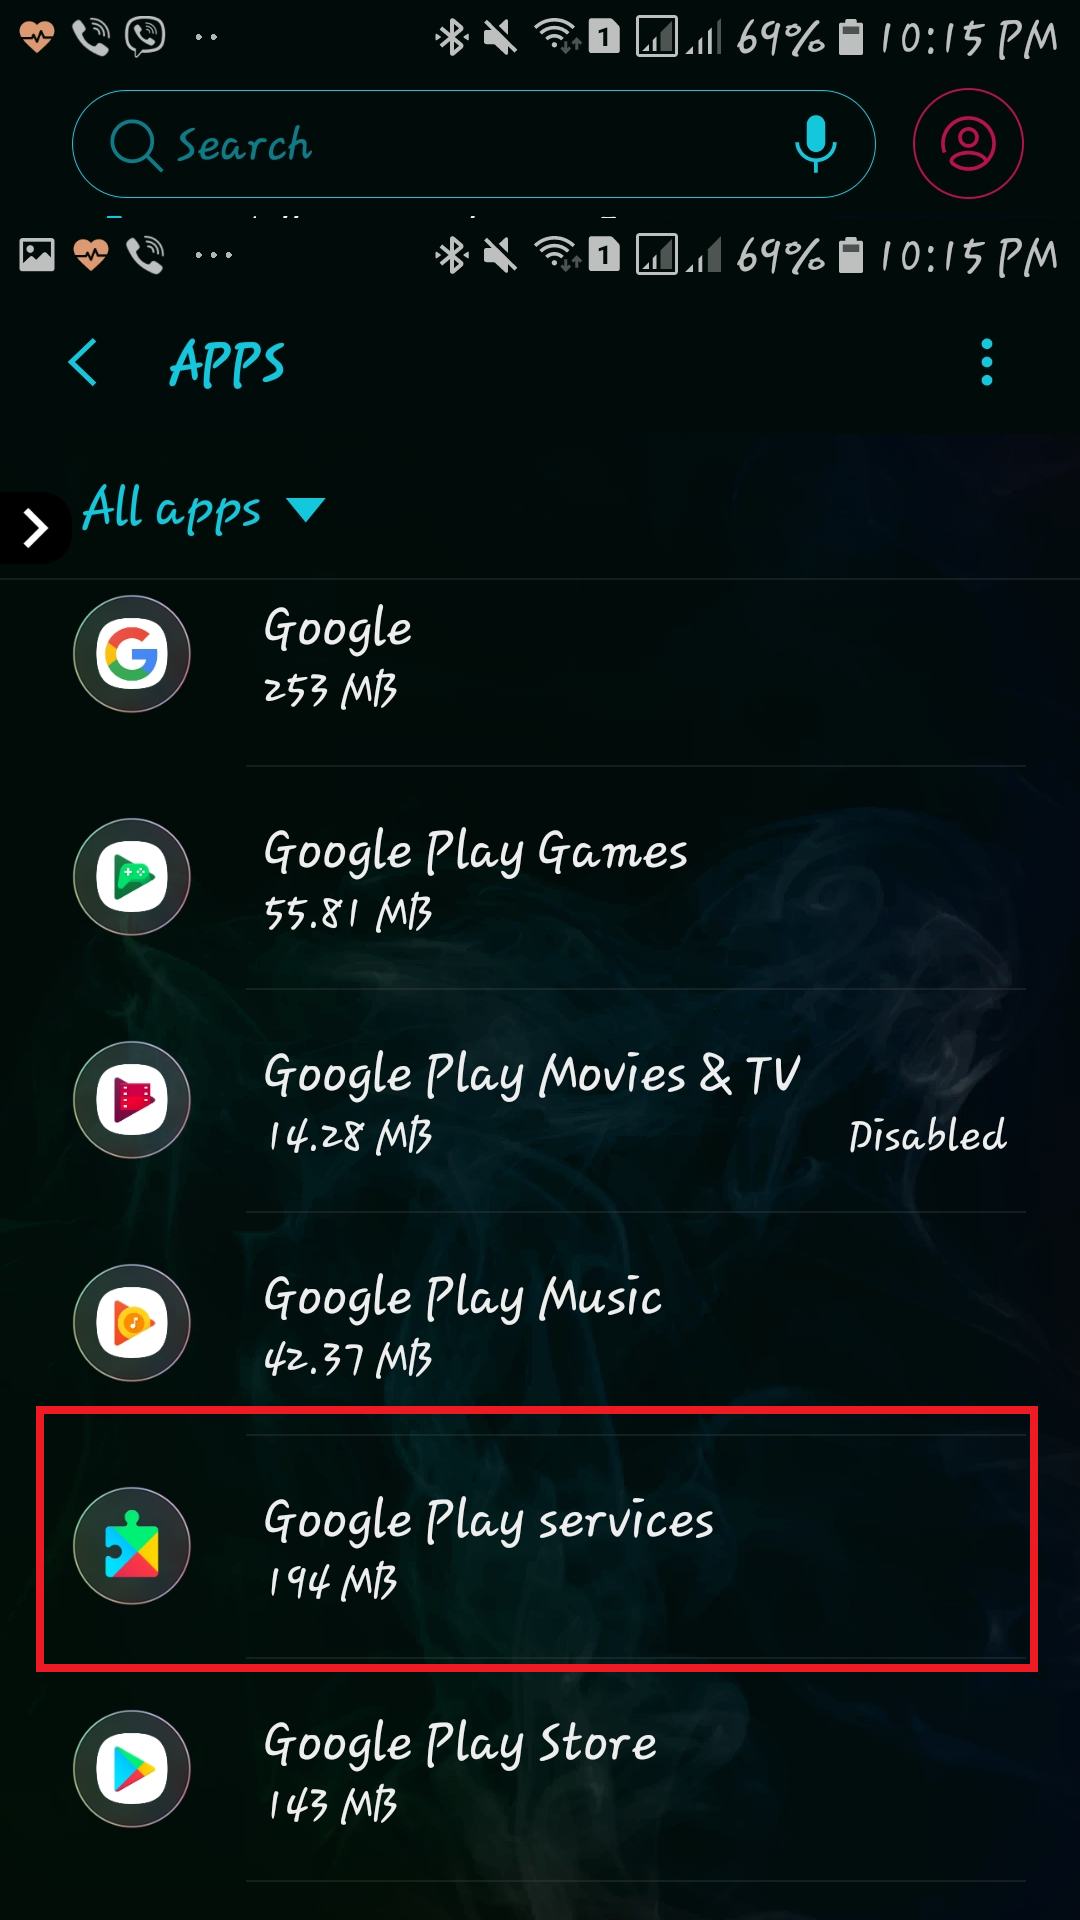 69% 10:15 PM
Search
69% 10:15 PM
APPS
All apps
Google
253 MB
Google Play Games
55.81 MB
Google Play Movies & TV
14.28 MB
Disabled
Google Play Music
42.37 MB
Google Play services
194 MB
Google Play Store
143 MB